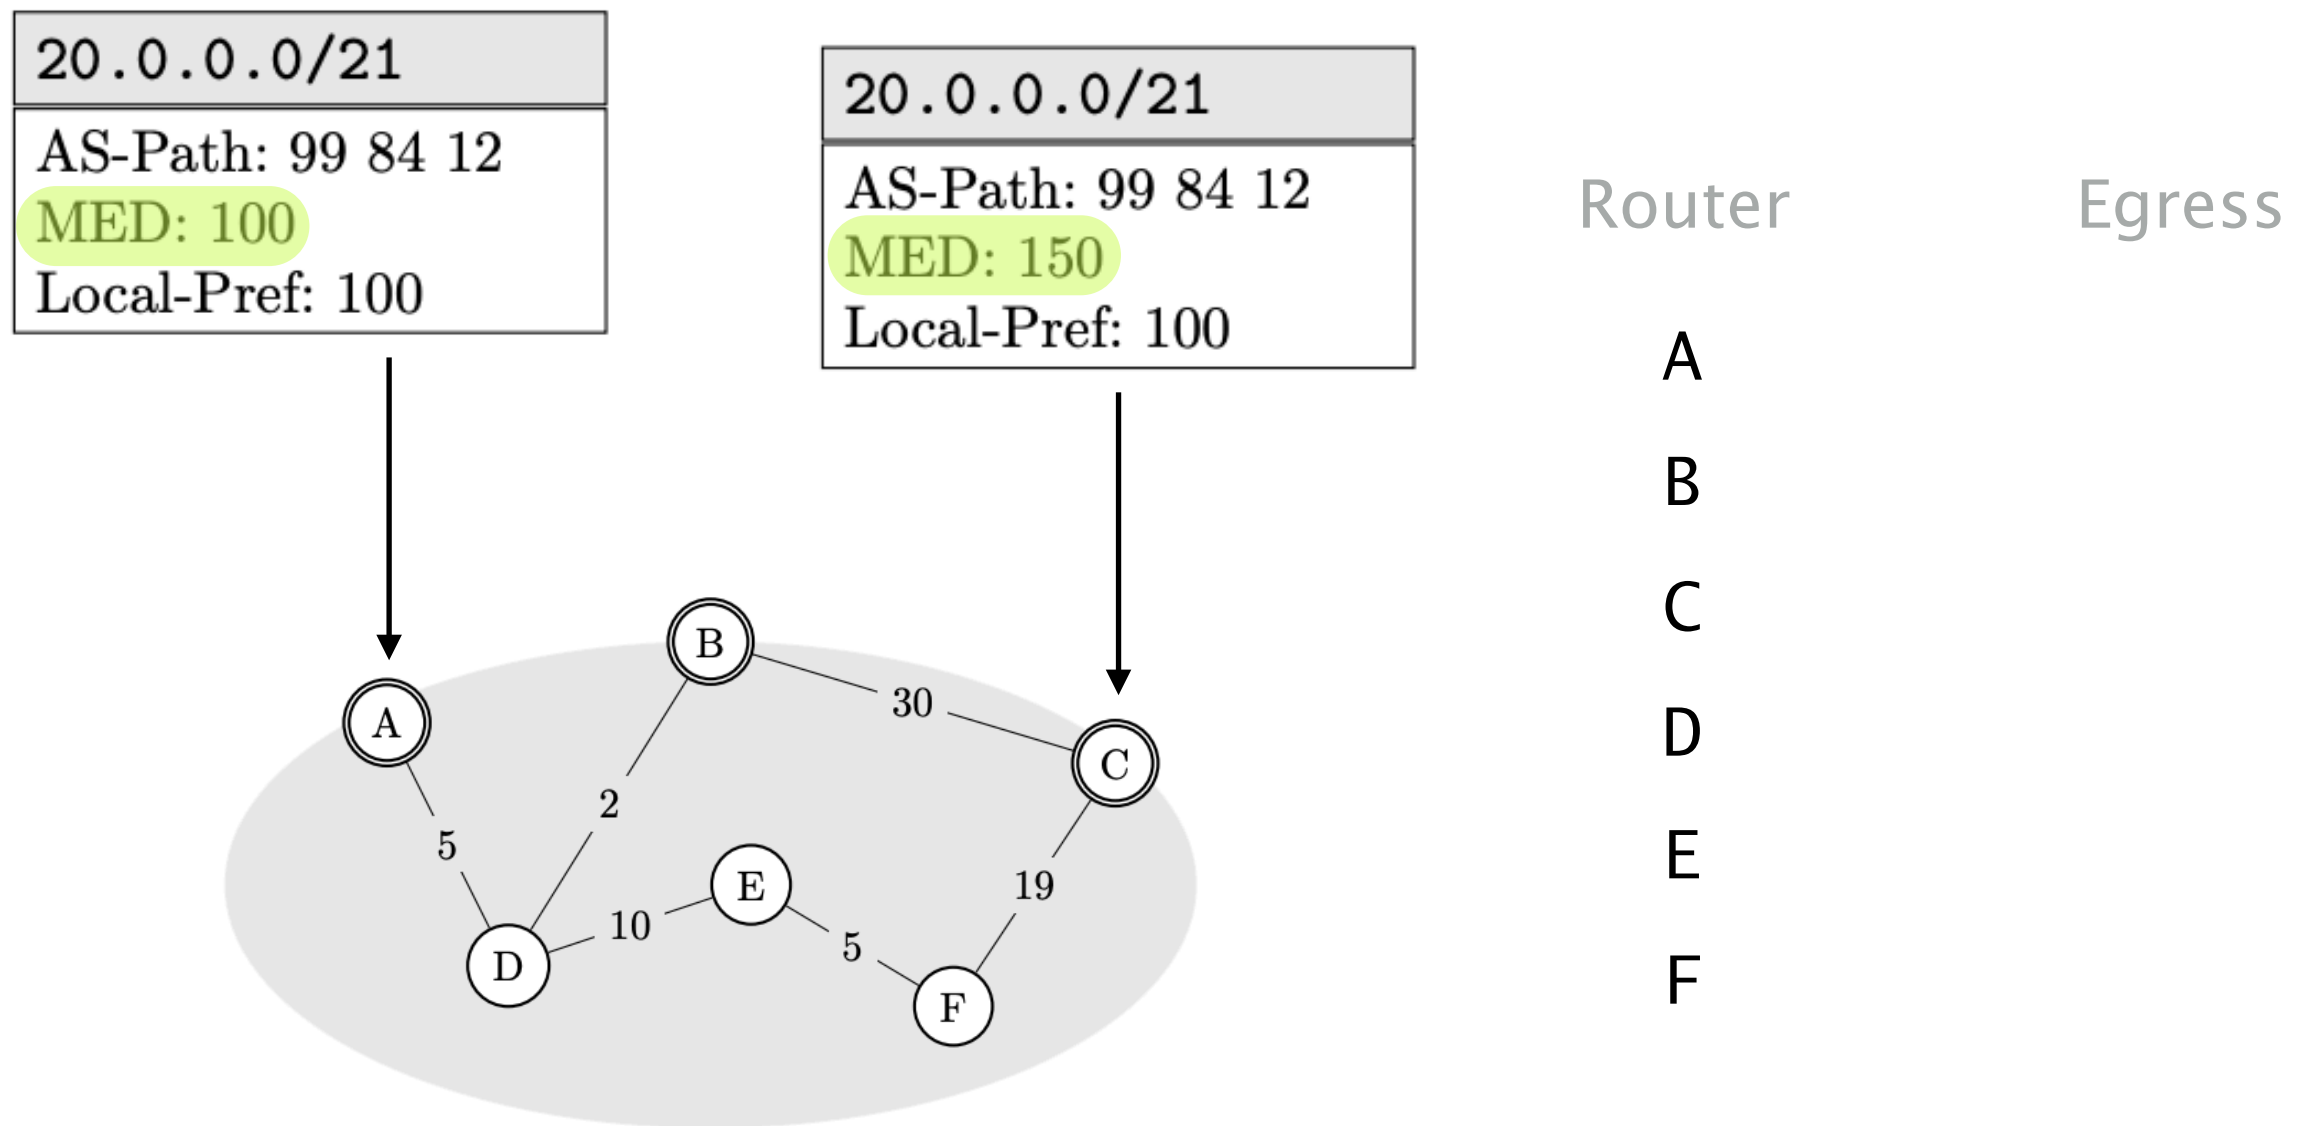 20.0.0.0/21
AS-Path: 99 84 12
MED: 100
Local-Pref: 100
20.0.0.0/21
AS-Path: 99 84 12
MED: 150
Local-Pref: 100
Router Egress
A
B
C
D
E
F
B
A
30
C
2
5
E
19
10
5
D
F